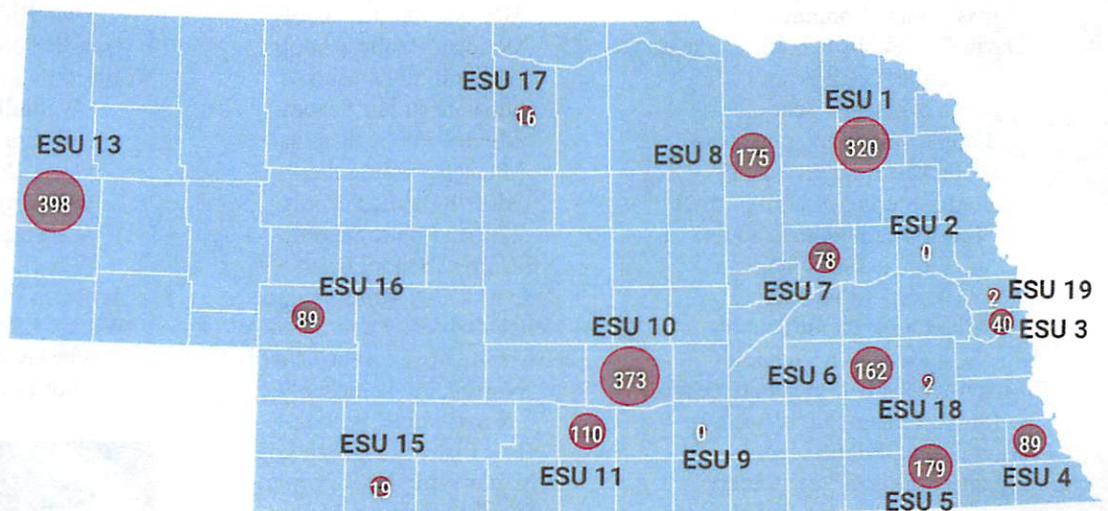 ESU 17
16
ESU 1
320
ESU 13
398
ESU 8
175
ESU 2
ESU 7
78
ESU 19
2
ESU 3
40
ESU 16
89
ESU 10
373
ESU 6
162
ESU 18
2
ESU 15
19
ESU 11
110
ESU 9
ESU 5
179
ESU 4
89